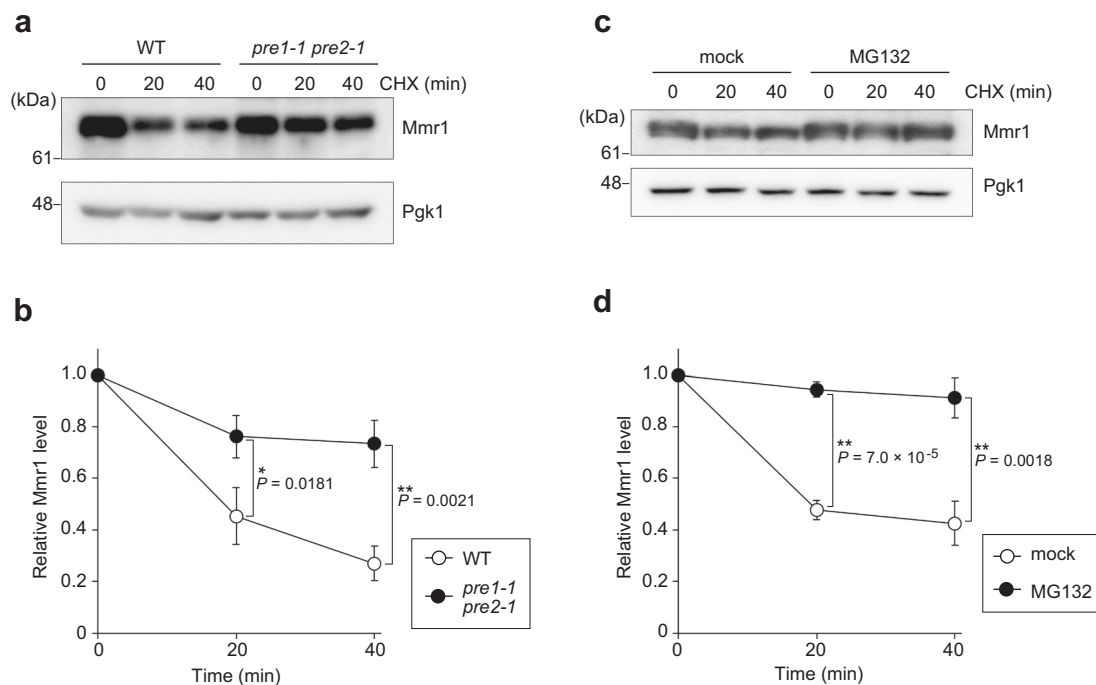 a
WT pre1-1 pre2-1
0 20 40 0 20 40 CHX (min)
(kDa)
Mmr1
61
48
Pgk1
c
mock MG132
0 20 40 0 20 40 CHX (min)
(kDa)
Mmr1
61
48
Pgk1
b
Relative Mmr1 level
1.0
0.8
0.6
0.4
0.2
0
*
P = 0.0181
**
P = 0.0021
WT
pre1-1
pre2-1
0 20 40
Time (min)
d
Relative Mmr1 level
1.0
0.8
0.6
0.4
0.2
0
**
P = 7.0 × 10⁻⁵
**
P = 0.0018
mock
MG132
0 20 40
Time (min)